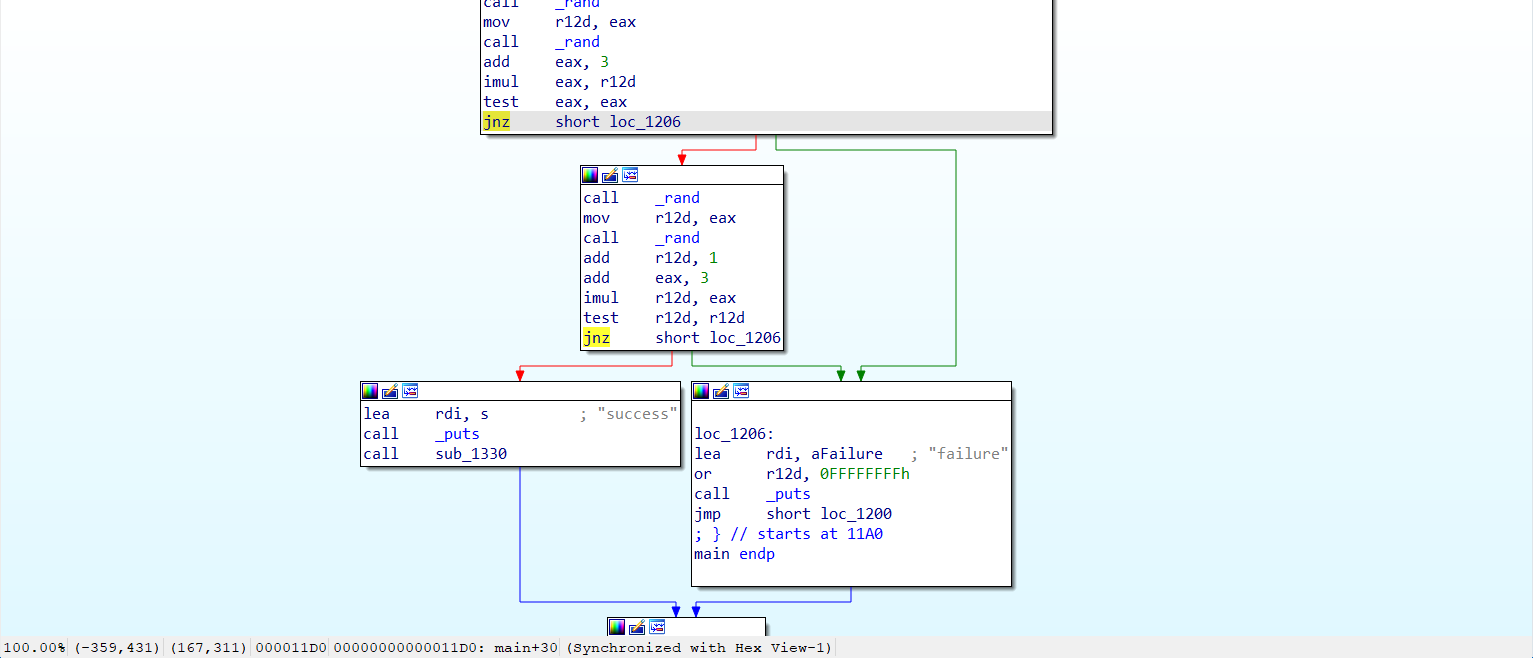 call _rand
mov r12d, eax
call _rand
add eax, 3
imul eax, r12d
test eax, eax
jnz short loc_1206
call _rand
mov r12d, eax
call _rand
add r12d, 1
add eax, 3
imul r12d, eax
test r12d, r12d
jnz short loc_1206
lea rdi, s ; "success"
call _puts
call sub_1330
loc_1206:
lea rdi, aFailure ; "failure"
or r12d, 0FFFFFFFFh
call _puts
jmp short loc_1200
; } // starts at 11A0
main endp
100.00% (-359,431) (167,311) 000011D0 00000000000011D0: main+30 (Synchronized with Hex View-1)